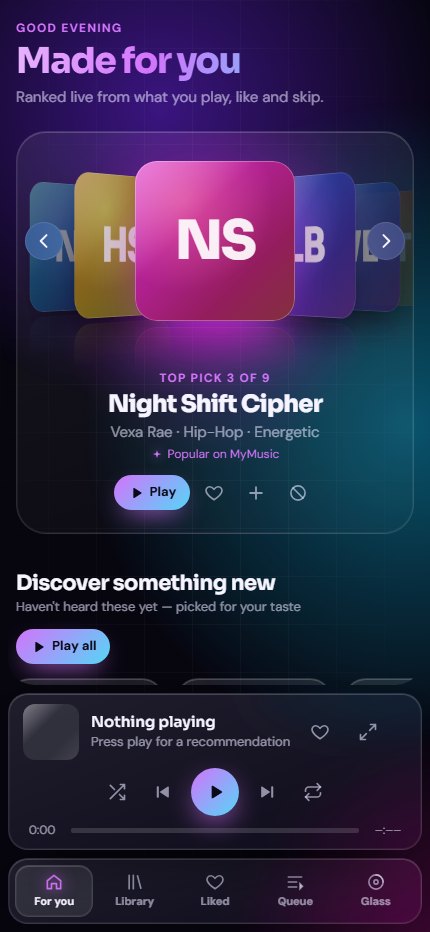 GOOD EVENING
Made for you
Ranked live from what you play, like and skip.
NS
TOP PICK 3 OF 9
Night Shift Cipher
Vexa Rae · Hip-Hop · Energetic
Popular on MyMusic
Play
Discover something new
Haven't heard these yet — picked for your taste
Play all
Nothing playing
Press play for a recommendation
0:00 –:––
For you Library Liked Queue Glass